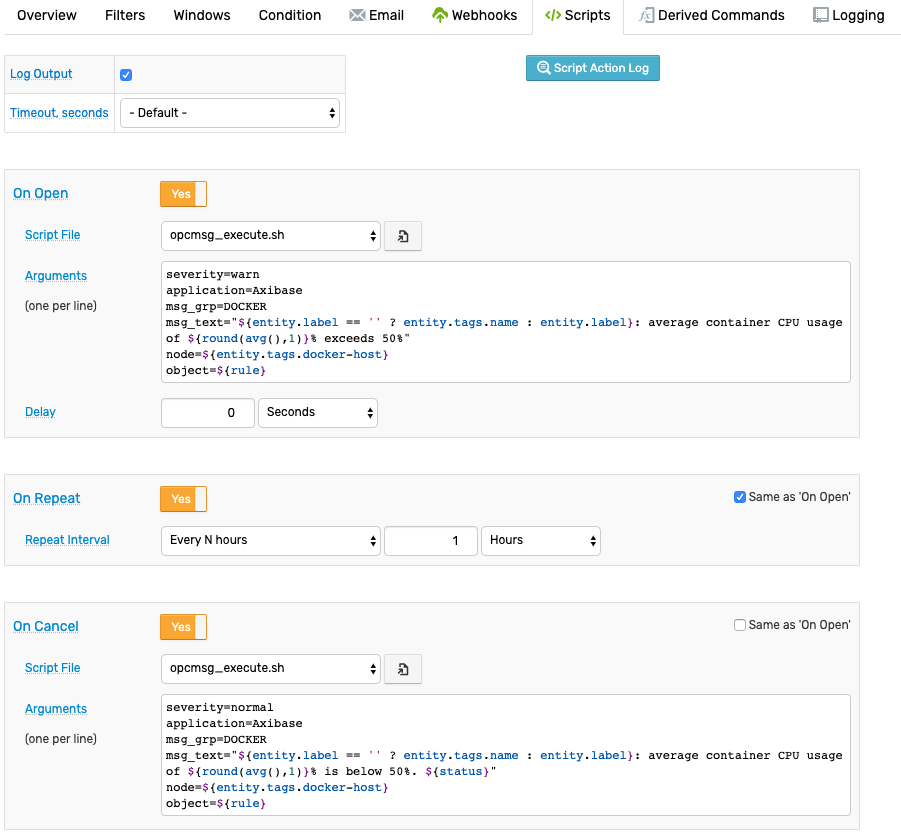 Overview Filters Windows Condition Email Webhooks Scripts Derived Commands Logging
Log Output
Script Action Log
Timeout, seconds - Default -
On Open Yes
Script File opcmsg_execute.sh
Arguments
(one per line)
severity=warn
application=Axibase
msg_grp=DOCKER
msg_text="${entity.label == '' ? entity.tags.name : entity.label}: average container CPU usage
of ${round(avg(),1)}% exceeds 50%"
node=${entity.tags.docker-host}
object=${rule}
Delay 0 Seconds
On Repeat Yes Same as 'On Open'
Repeat Interval Every N hours 1 Hours
On Cancel Yes Same as 'On Open'
Script File opcmsg_execute.sh
Arguments
(one per line)
severity=normal
application=Axibase
msg_grp=DOCKER
msg_text="${entity.label == '' ? entity.tags.name : entity.label}: average container CPU usage
of ${round(avg(),1)}% is below 50%. ${status}"
node=${entity.tags.docker-host}
object=${rule}